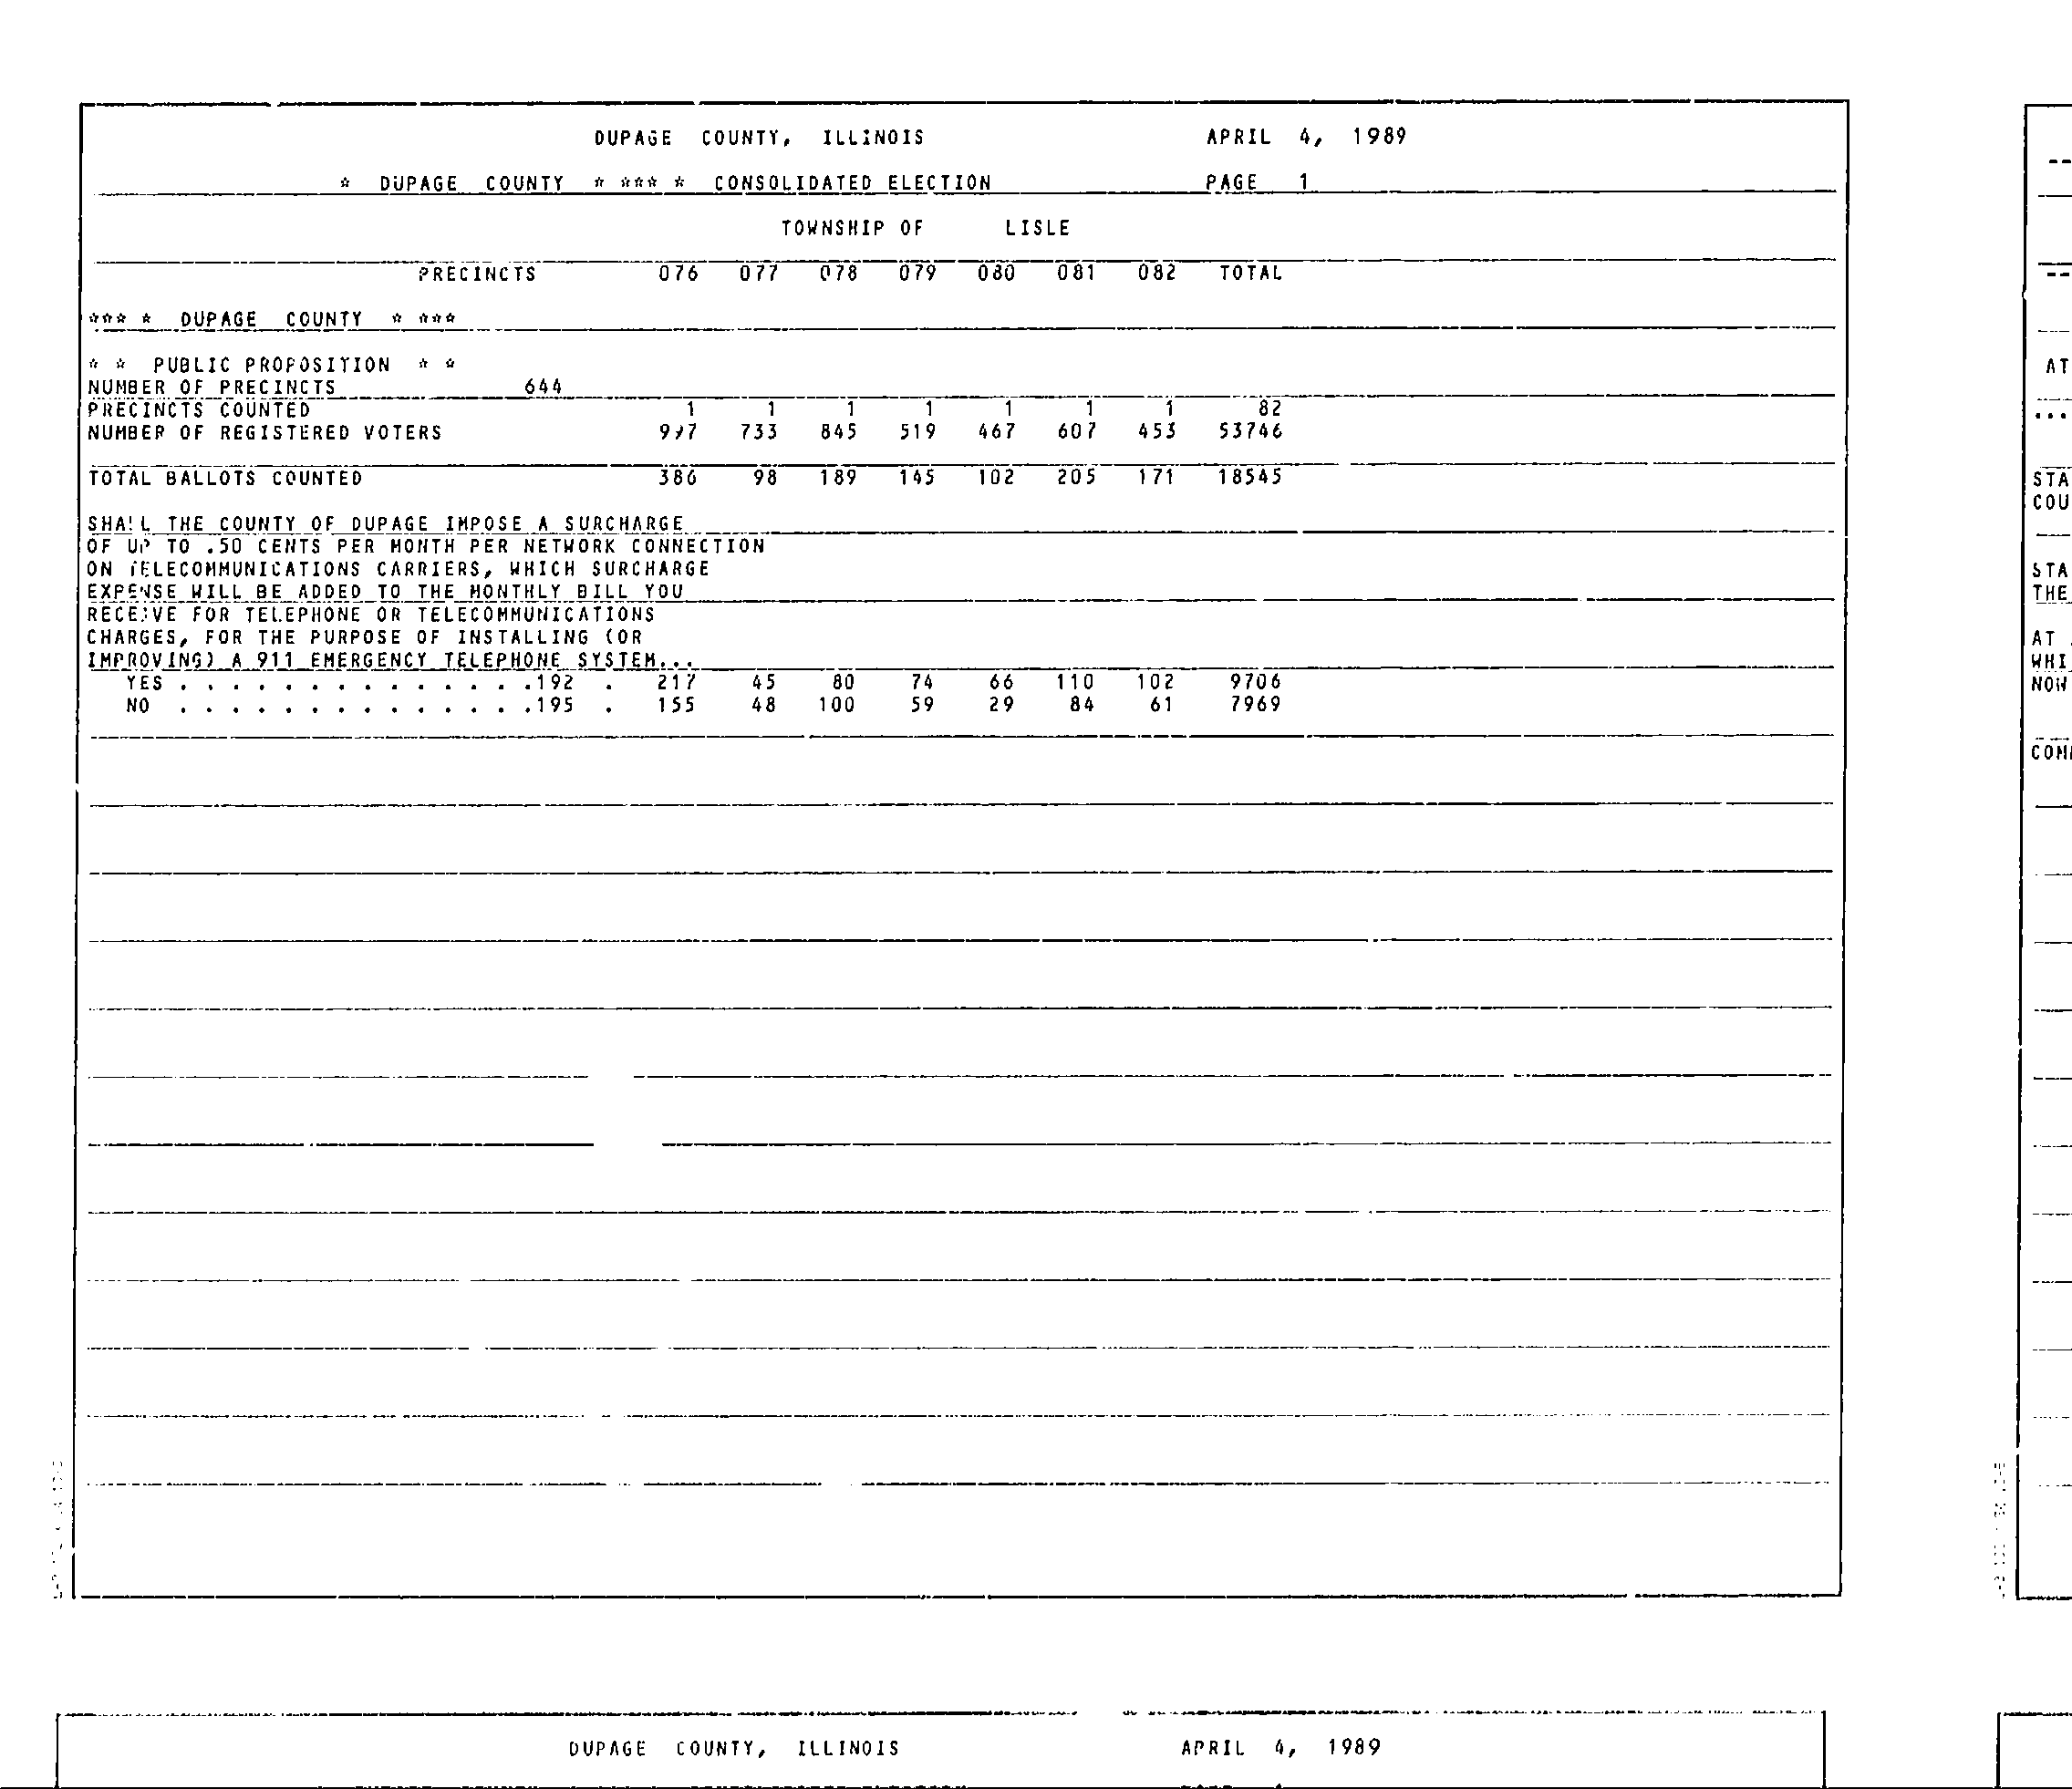 DUPAGE COUNTY, ILLINOIS APRIL 4, 1989
* DUPAGE COUNTY * *** * CONSOLIDATED ELECTION PAGE 1
TOWNSHIP OF LISLE
PRECINCTS 076 077 078 079 080 081 082 TOTAL
*** * DUPAGE COUNTY * ***
* * PUBLIC PROPOSITION * *
NUMBER OF PRECINCTS 644
PRECINCTS COUNTED 1 1 1 1 1 1 1 82
NUMBER OF REGISTERED VOTERS 733 845 519 467 607 453 53746
TOTAL BALLOTS COUNTED 386 98 189 145 102 205 171 18545
SHALL THE COUNTY OF DUPAGE IMPOSE A SURCHARGE
OF UP TO .50 CENTS PER MONTH PER NETWORK CONNECTION
ON TELECOMMUNICATIONS CARRIERS, WHICH SURCHARGE
EXPENSE WILL BE ADDED TO THE MONTHLY BILL YOU
RECEIVE FOR TELEPHONE OR TELECOMMUNICATIONS
CHARGES, FOR THE PURPOSE OF INSTALLING (OR
IMPROVING) A 911 EMERGENCY TELEPHONE SYSTEM...
YES . . . . . . . . . . . . . .192 . 217 45 80 74 66 110 102 9706
NO . . . . . . . . . . . . . .195 . 155 48 100 59 29 84 61 7969
DUPAGE COUNTY, ILLINOIS APRIL 4, 1989
--
--
AT
...
STA
COU
STA
THE
AT
WHI
NOW
COM